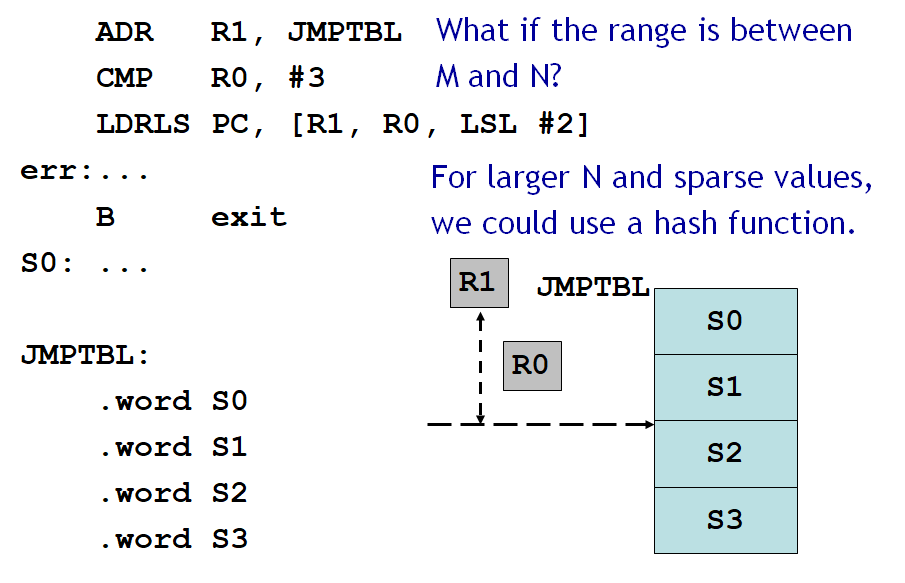 ADR R1, JMPTBL
CMP R0, #3
LDRLS PC, [R1, R0, LSL #2]
err:...
B exit
S0: ...
JMPTBL:
.word S0
.word S1
.word S2
.word S3
What if the range is between
M and N?
For larger N and sparse values,
we could use a hash function.
R1
JMPTBL
R0
S0
S1
S2
S3